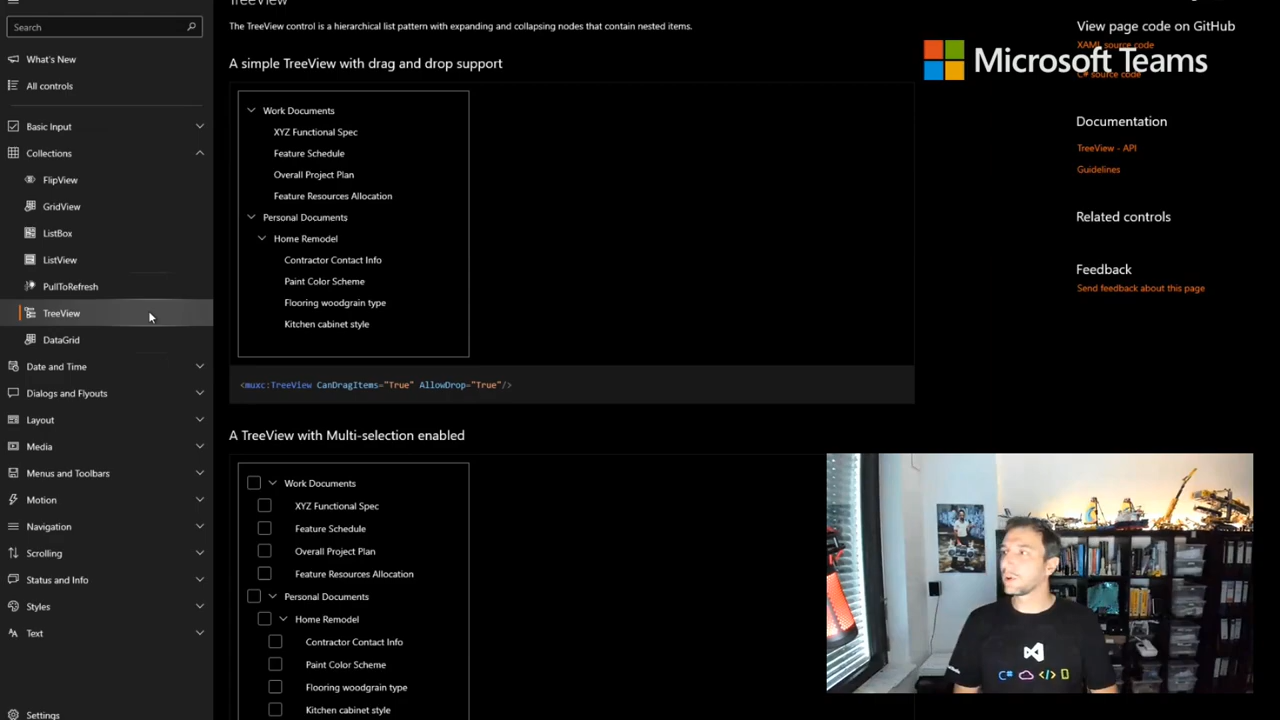 TreeView
Search
What's New
All controls
Basic Input
Collections
FlipView
GridView
ListBox
ListView
PullToRefresh
TreeView
DataGrid
Date and Time
Dialogs and Flyouts
Layout
Media
Menus and Toolbars
Motion
Navigation
Scrolling
Status and Info
Styles
Text
Settings
The TreeView control is a hierarchical list pattern with expanding and collapsing nodes that contain nested items.
A simple TreeView with drag and drop support
Work Documents
XYZ Functional Spec
Feature Schedule
Overall Project Plan
Feature Resources Allocation
Personal Documents
Home Remodel
Contractor Contact Info
Paint Color Scheme
Flooring woodgrain type
Kitchen cabinet style
<muxc:TreeView CanDragItems="True" AllowDrop="True"/>
A TreeView with Multi-selection enabled
Work Documents
XYZ Functional Spec
Feature Schedule
Overall Project Plan
Feature Resources Allocation
Personal Documents
Home Remodel
Contractor Contact Info
Paint Color Scheme
Flooring woodgrain type
Kitchen cabinet style
View page code on GitHub
XAML source code
Microsoft Teams
C# source code
Documentation
TreeView - API
Guidelines
Related controls
Feedback
Send feedback about this page
C# </>